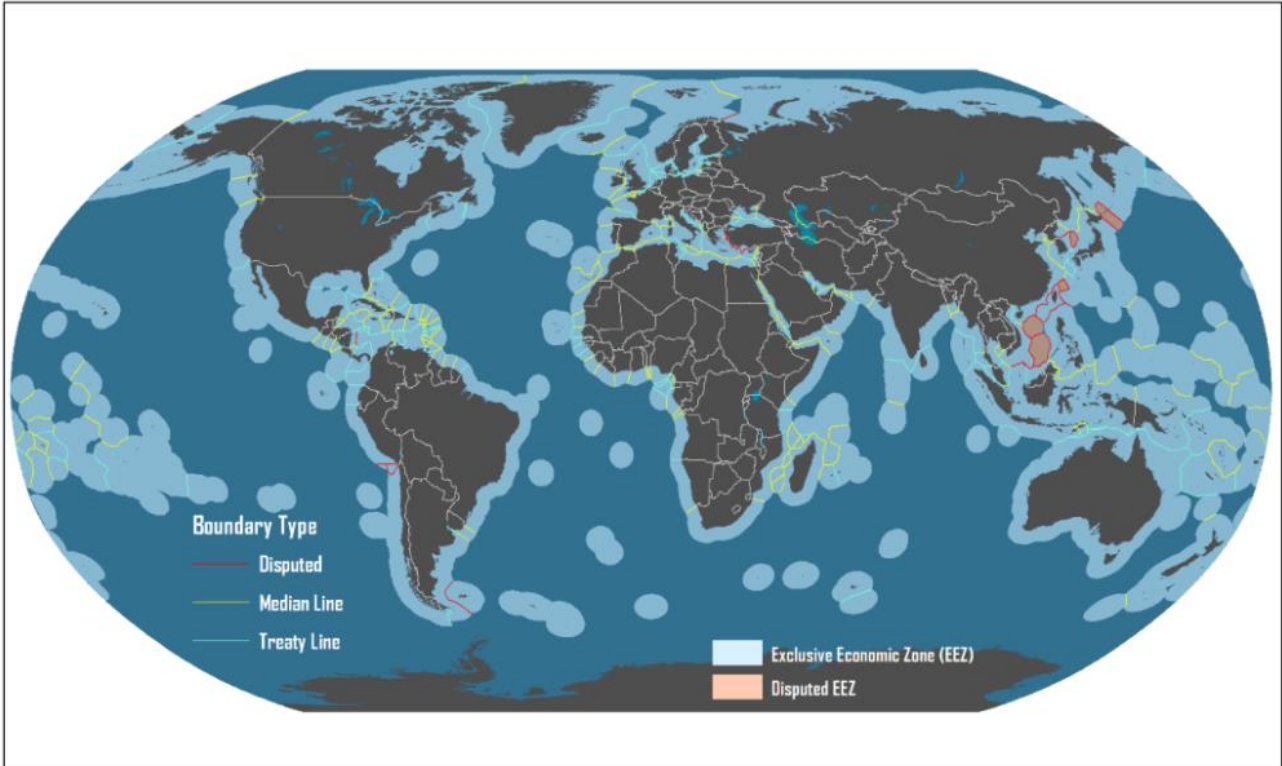 Boundary Type
Disputed
Median Line
Treaty Line
Exclusive Economic Zone (EEZ)
Disputed EEZ